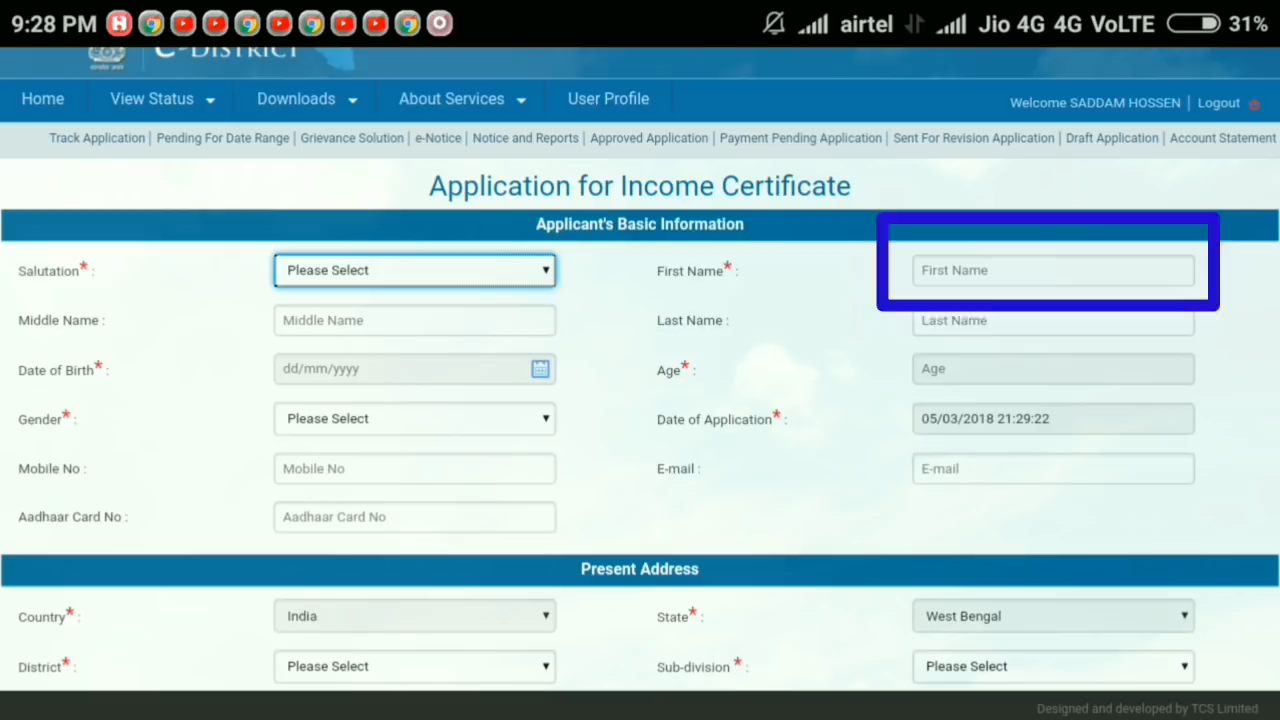 9:28 PM airtel Jio 4G 4G VoLTE 31%
Home View Status Downloads About Services User Profile Welcome SADDAM HOSSEN | Logout
Track Application | Pending For Date Range | Grievance Solution | e-Notice | Notice and Reports | Approved Application | Payment Pending Application | Sent For Revision Application | Draft Application | Account Statement
Application for Income Certificate
Applicant's Basic Information
Salutation* : Please Select First Name* : First Name
Middle Name : Middle Name Last Name : Last Name
Date of Birth* : dd/mm/yyyy Age* : Age
Gender* : Please Select Date of Application* : 05/03/2018 21:29:22
Mobile No : Mobile No E-mail : E-mail
Aadhaar Card No : Aadhaar Card No
Present Address
Country* : India State* : West Bengal
District* : Please Select Sub-division * : Please Select
Designed and developed by TCS Limited